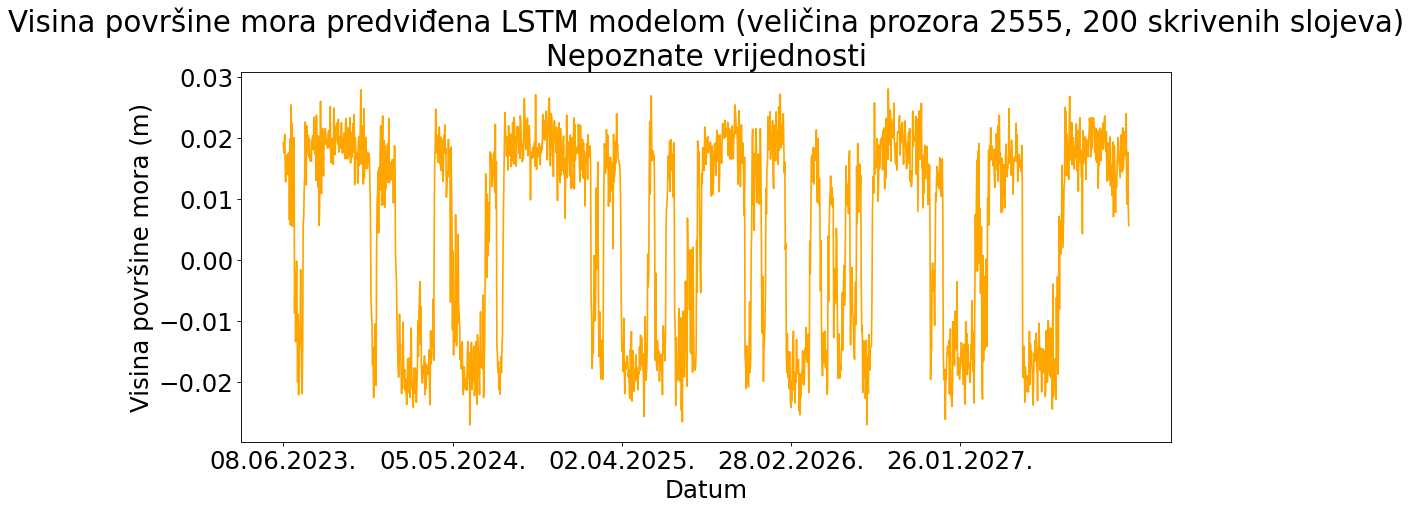 Visina površine mora predviđena LSTM modelom (veličina prozora 2555, 200 skrivenih slojeva)
Nepoznate vrijednosti
Visina površine mora (m)
0.03
0.02
0.01
0.00
−0.01
−0.02
08.06.2023.
05.05.2024.
02.04.2025.
28.02.2026.
26.01.2027.
Datum